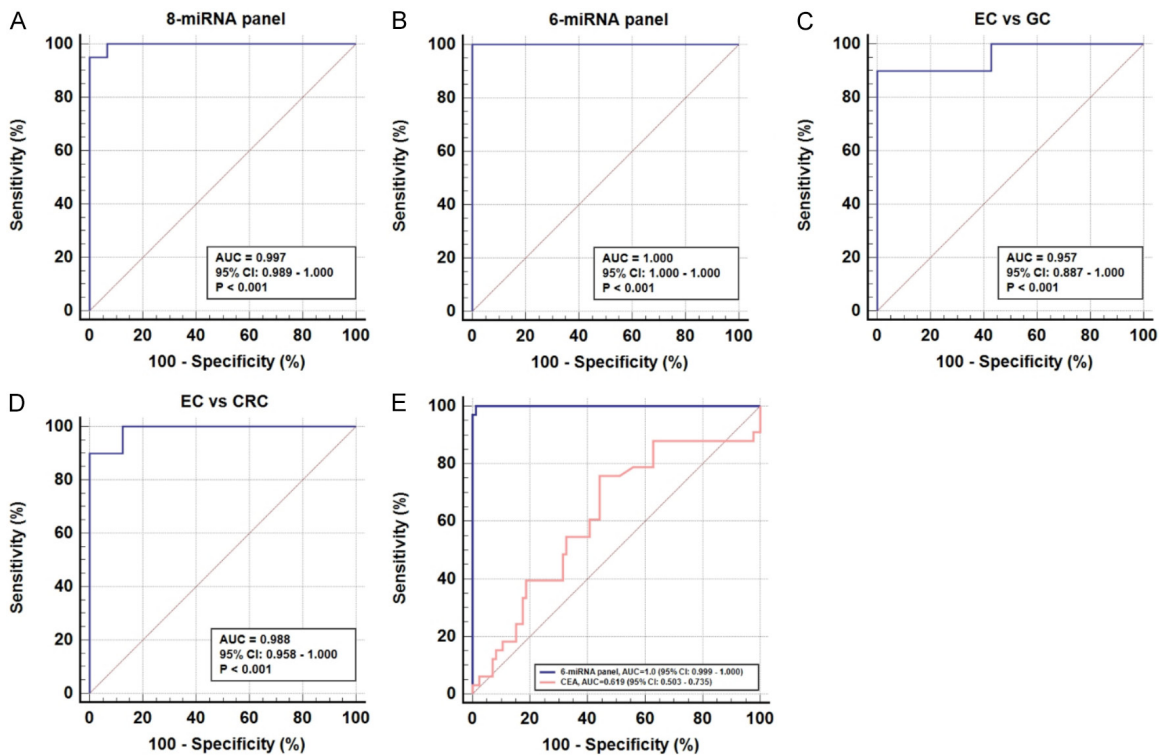 A
8-miRNA panel
Sensitivity (%)
100
80
60
40
20
0
AUC = 0.997
95% CI: 0.989 - 1.000
P < 0.001
0 20 40 60 80 100
100 - Specificity (%)
B
6-miRNA panel
Sensitivity (%)
100
80
60
40
20
0
AUC = 1.000
95% CI: 1.000 - 1.000
P < 0.001
0 20 40 60 80 100
100 - Specificity (%)
C
EC vs GC
Sensitivity (%)
100
80
60
40
20
0
AUC = 0.957
95% CI: 0.887 - 1.000
P < 0.001
0 20 40 60 80 100
100 - Specificity (%)
D
EC vs CRC
Sensitivity (%)
100
80
60
40
20
0
AUC = 0.988
95% CI: 0.958 - 1.000
P < 0.001
0 20 40 60 80 100
100 - Specificity (%)
E
Sensitivity (%)
100
80
60
40
20
0
6-miRNA panel, AUC=1.0 (95% CI: 0.999 - 1.000)
CEA, AUC=0.619 (95% CI: 0.503 - 0.735)
0 20 40 60 80 100
100 - Specificity (%)